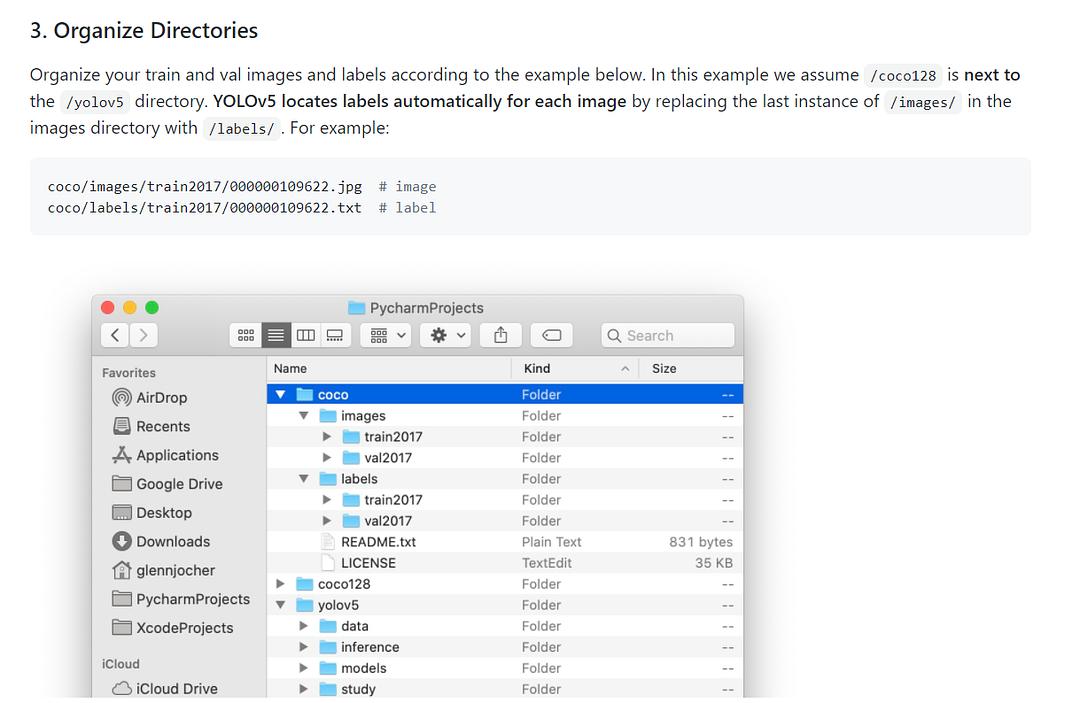 3. Organize Directories
Organize your train and val images and labels according to the example below. In this example we assume /coco128 is next to
the /yolov5 directory. YOLOv5 locates labels automatically for each image by replacing the last instance of /images/ in the
images directory with /labels/ . For example:
coco/images/train2017/000000109622.jpg  # image
coco/labels/train2017/000000109622.txt  # label
PycharmProjects
Search
Favorites
AirDrop
Recents
Applications
Google Drive
Desktop
Downloads
glennjocher
PycharmProjects
XcodeProjects
iCloud
iCloud Drive
Name Kind Size
coco Folder --
images Folder --
train2017 Folder --
val2017 Folder --
labels Folder --
train2017 Folder --
val2017 Folder --
README.txt Plain Text 831 bytes
LICENSE TextEdit 35 KB
coco128 Folder --
yolov5 Folder --
data Folder --
inference Folder --
models Folder --
study Folder --